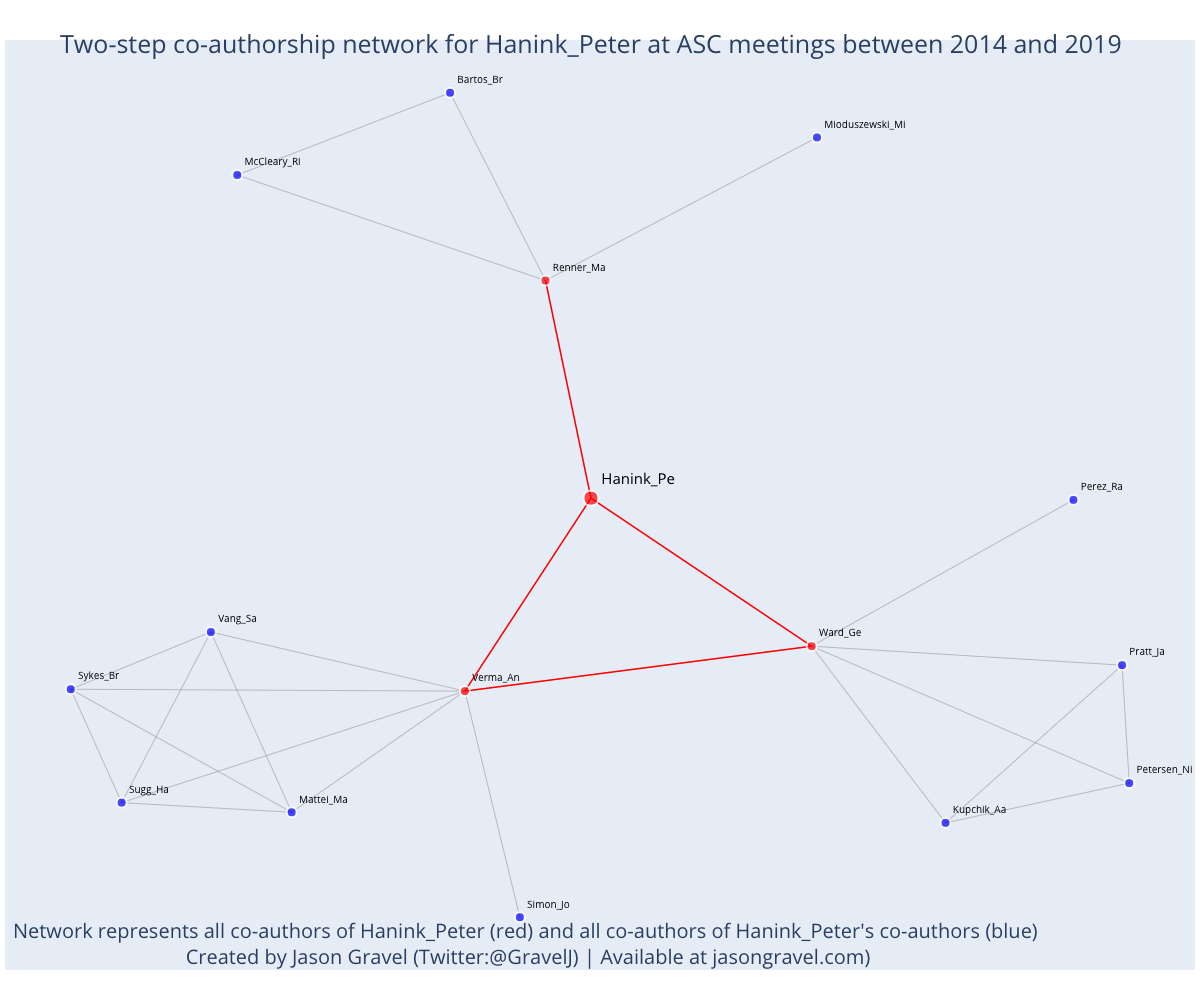 Two-step co-authorship network for Hanink_Peter at ASC meetings between 2014 and 2019
Bartos_Br
Mioduszewski_Mi
McCleary_Ri
Renner_Ma
Hanink_Pe
Perez_Ra
Vang_Sa
Ward_Ge
Pratt_Ja
Sykes_Br
Verma_An
Petersen_Ni
Sugg_Ha
Mattei_Ma
Kupchik_Aa
Simon_Jo
Network represents all co-authors of Hanink_Peter (red) and all co-authors of Hanink_Peter's co-authors (blue)
Created by Jason Gravel (Twitter:@GravelJ) | Available at jasongravel.com)